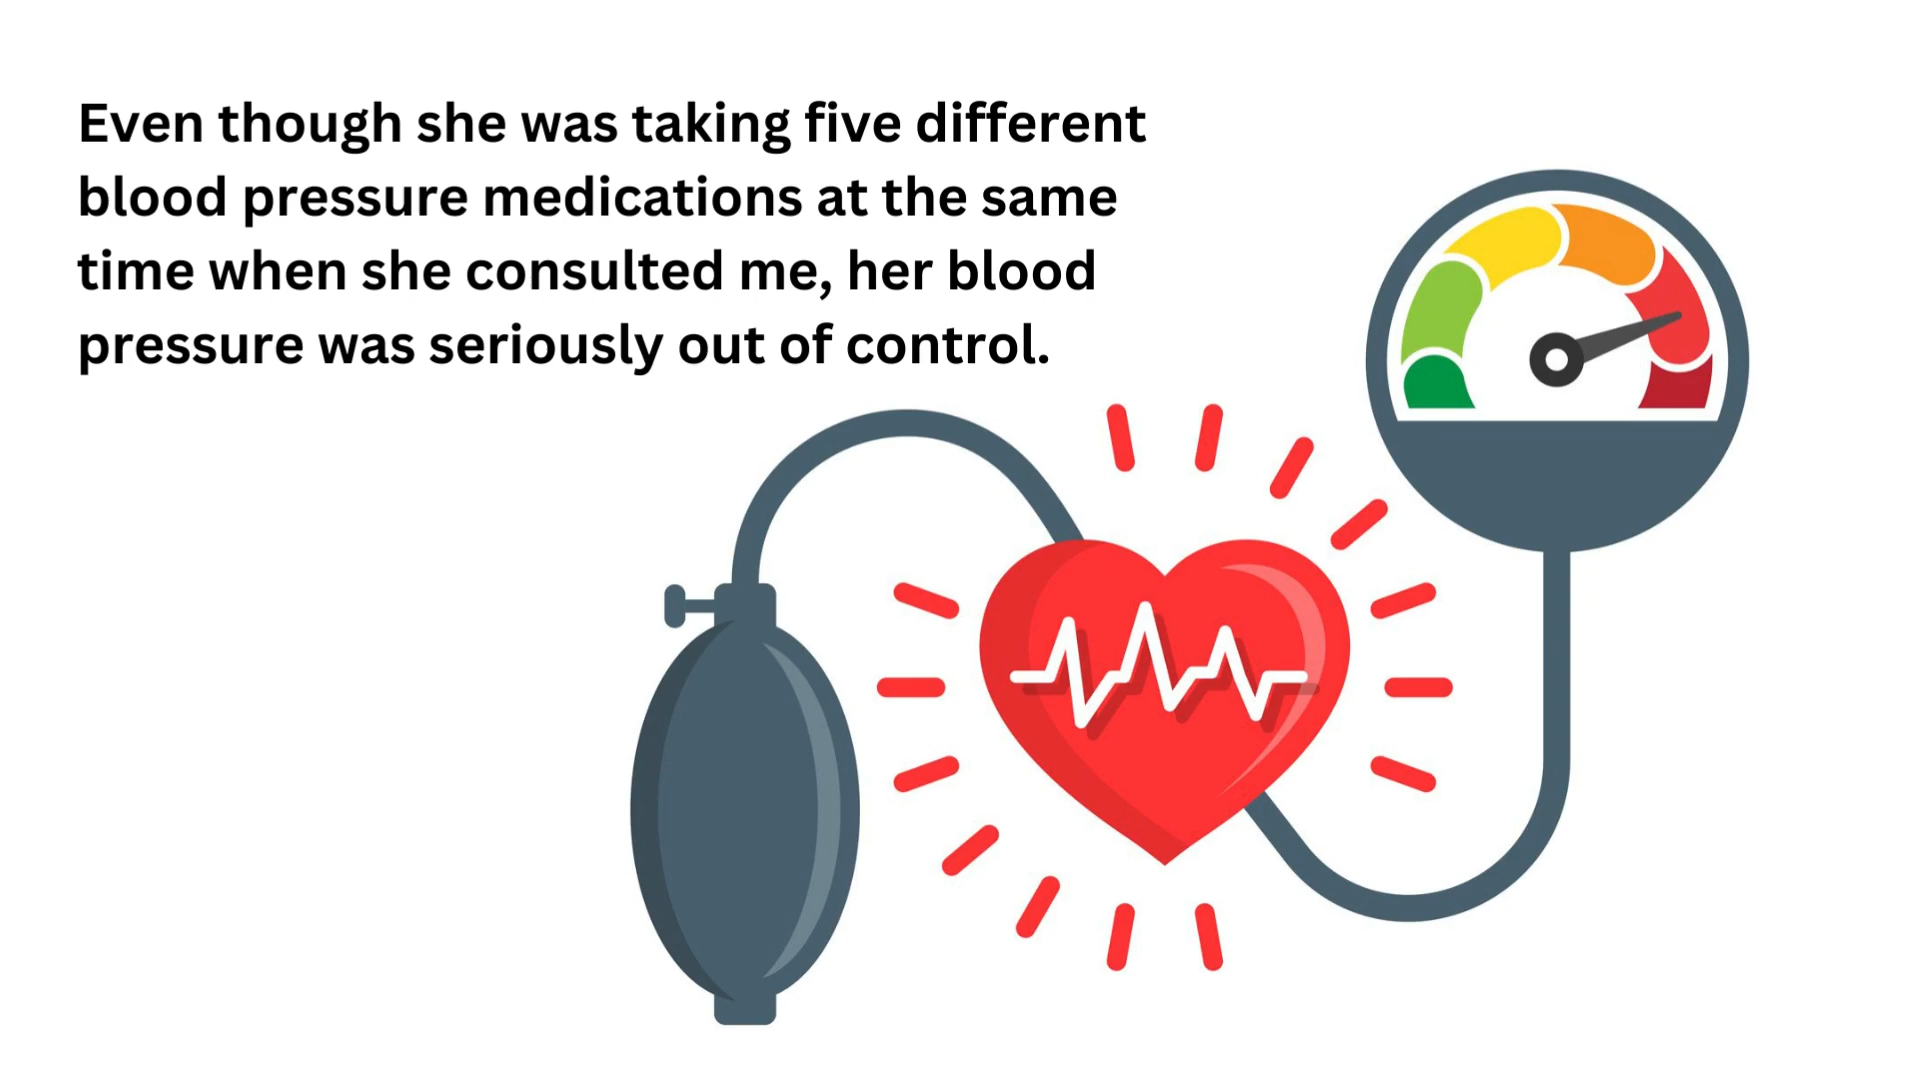 Even though she was taking five different
blood pressure medications at the same
time when she consulted me, her blood
pressure was seriously out of control.